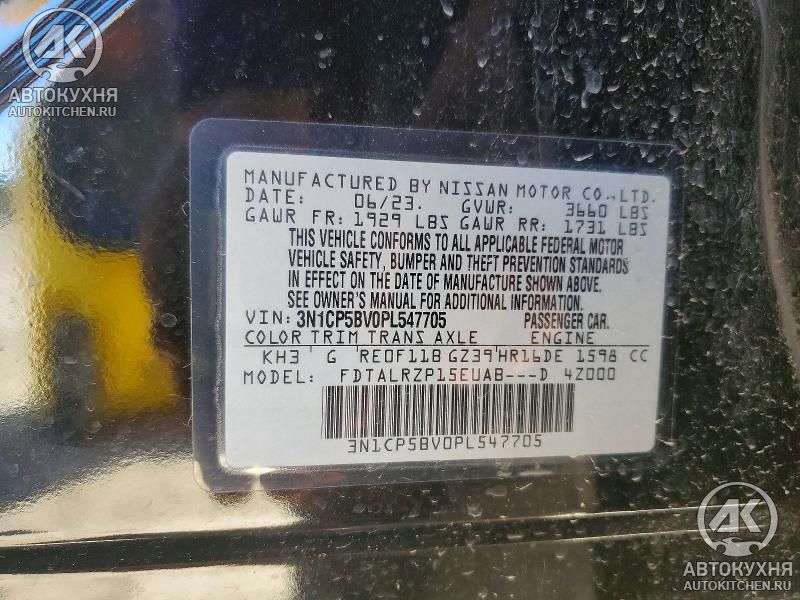 AK
АВТОКУХНЯ
AUTOKITCHEN.RU
MANUFACTURED BY NISSAN MOTOR CO.,LTD.
DATE: 06/23. GVWR: 3660 LBS
GAWR FR: 1929 LBS GAWR RR: 1731 LBS
THIS VEHICLE CONFORMS TO ALL APPLICABLE FEDERAL MOTOR
VEHICLE SAFETY, BUMPER AND THEFT PREVENTION STANDARDS
IN EFFECT ON THE DATE OF MANUFACTURE SHOWN ABOVE.
SEE OWNER'S MANUAL FOR ADDITIONAL INFORMATION.
VIN: 3N1CP5BV0PL547705 PASSENGER CAR.
COLOR TRIM TRANS AXLE ENGINE
KH3 G RE0F11B GZ39 HR16DE 1598 CC
MODEL: FDTALRZP15EUAB---D 4Z000
3N1CP5BV0PL547705
AK
АВТОКУХНЯ
AUTOKITCHEN.RU